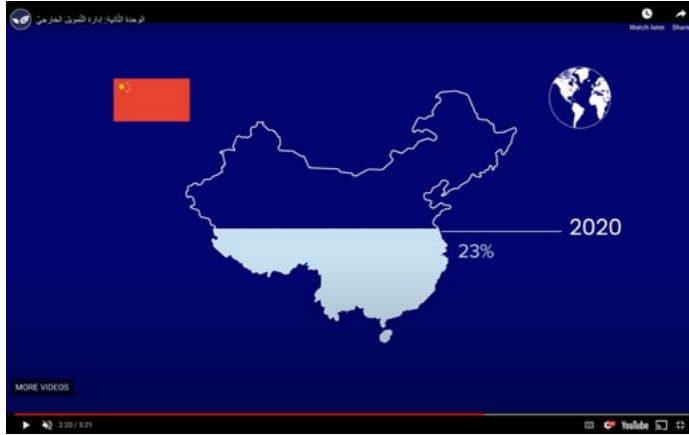 الوحدة الثانية: إدارة التمويل الخارجيّ
Watch later
Share
2020
23%
MORE VIDEOS
2:20 / 3:21
YouTube